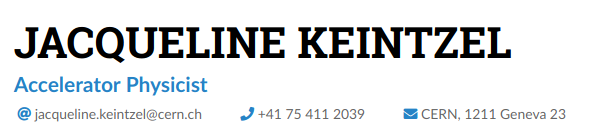 JACQUELINE KEINTZEL
Accelerator Physicist
jacqueline.keintzel@cern.ch +41 75 411 2039 CERN, 1211 Geneva 23